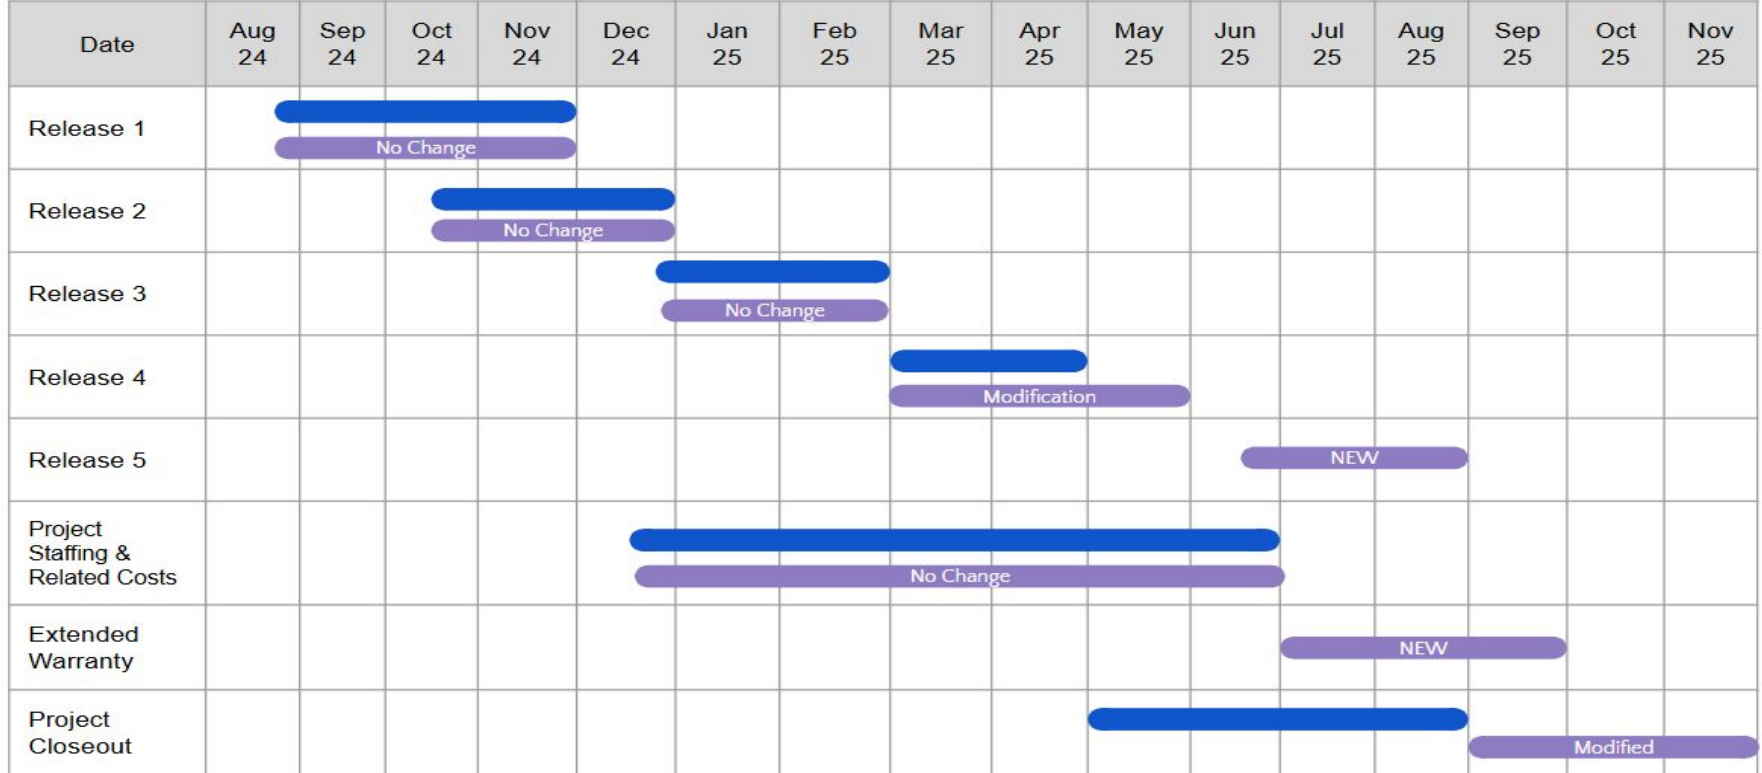 Date
Aug 24
Sep 24
Oct 24
Nov 24
Dec 24
Jan 25
Feb 25
Mar 25
Apr 25
May 25
Jun 25
Jul 25
Aug 25
Sep 25
Oct 25
Nov 25
Release 1
No Change
Release 2
No Change
Release 3
No Change
Release 4
Modification
Release 5
NEW
Project
Staffing &
Related Costs
No Change
Extended
Warranty
NEW
Project
Closeout
Modified